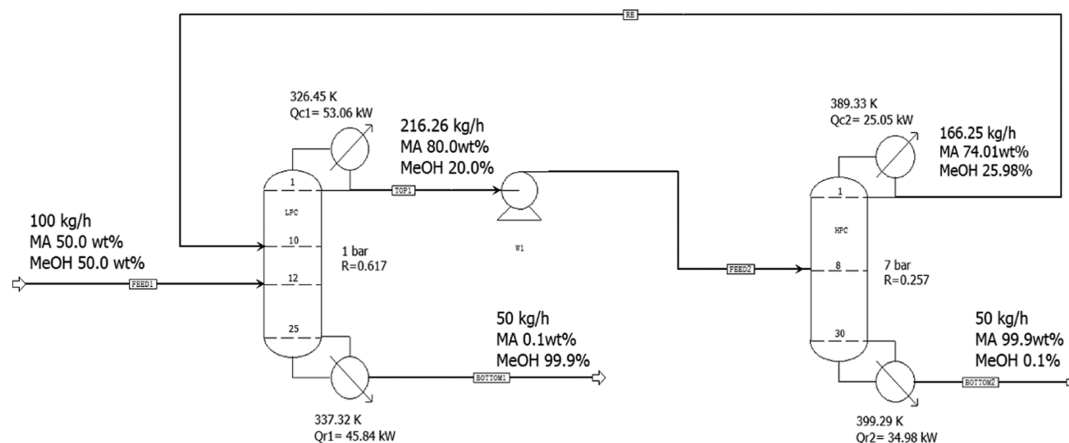 RE
326.45 K
Qc1= 53.06 kW
216.26 kg/h
MA 80.0wt%
MeOH 20.0%
TOP1
1
LPC
10
12
25
1 bar
R=0.617
100 kg/h
MA 50.0 wt%
MeOH 50.0 wt%
FEED1
W1
50 kg/h
MA 0.1wt%
MeOH 99.9%
BOTTOM1
337.32 K
Qr1= 45.84 kW
389.33 K
Qc2= 25.05 kW
166.25 kg/h
MA 74.01wt%
MeOH 25.98%
1
HPC
8
30
FEED2
7 bar
R=0.257
50 kg/h
MA 99.9wt%
MeOH 0.1%
BOTTOM2
399.29 K
Qr2= 34.98 kW